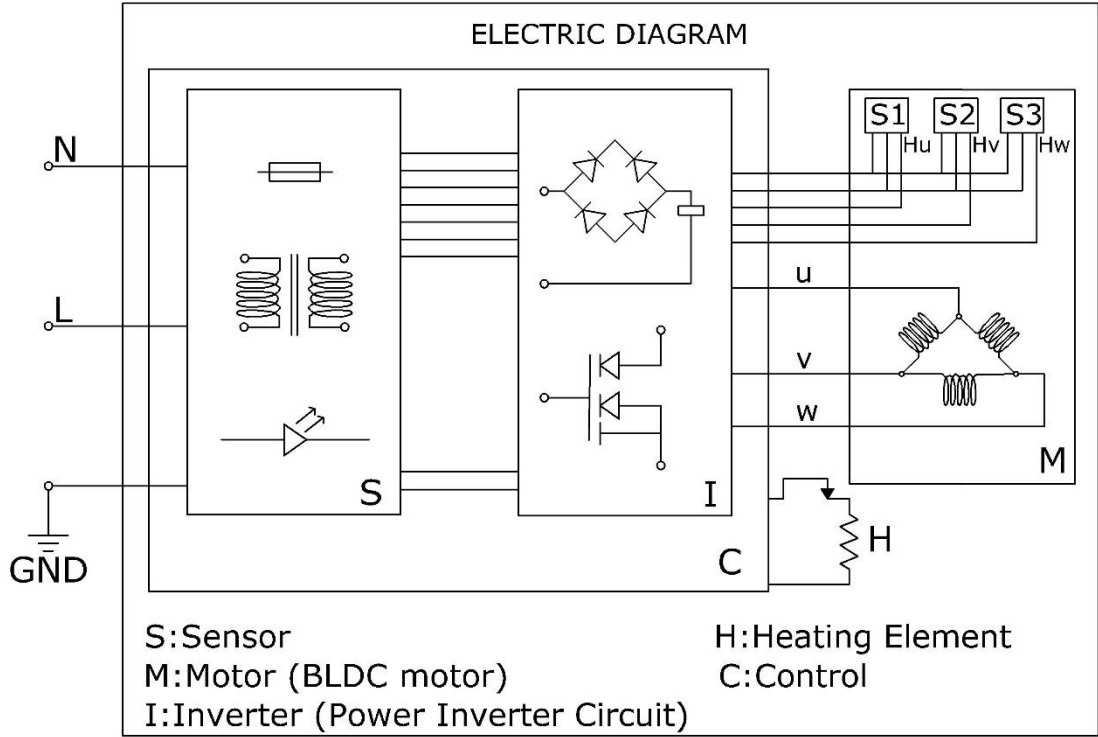 ELECTRIC DIAGRAM
S1 S2 S3
Hu Hv Hw
N
L
GND
u
v
w
S
I
M
C
H
S:Sensor
M:Motor (BLDC motor)
I:Inverter (Power Inverter Circuit)
H:Heating Element
C:Control